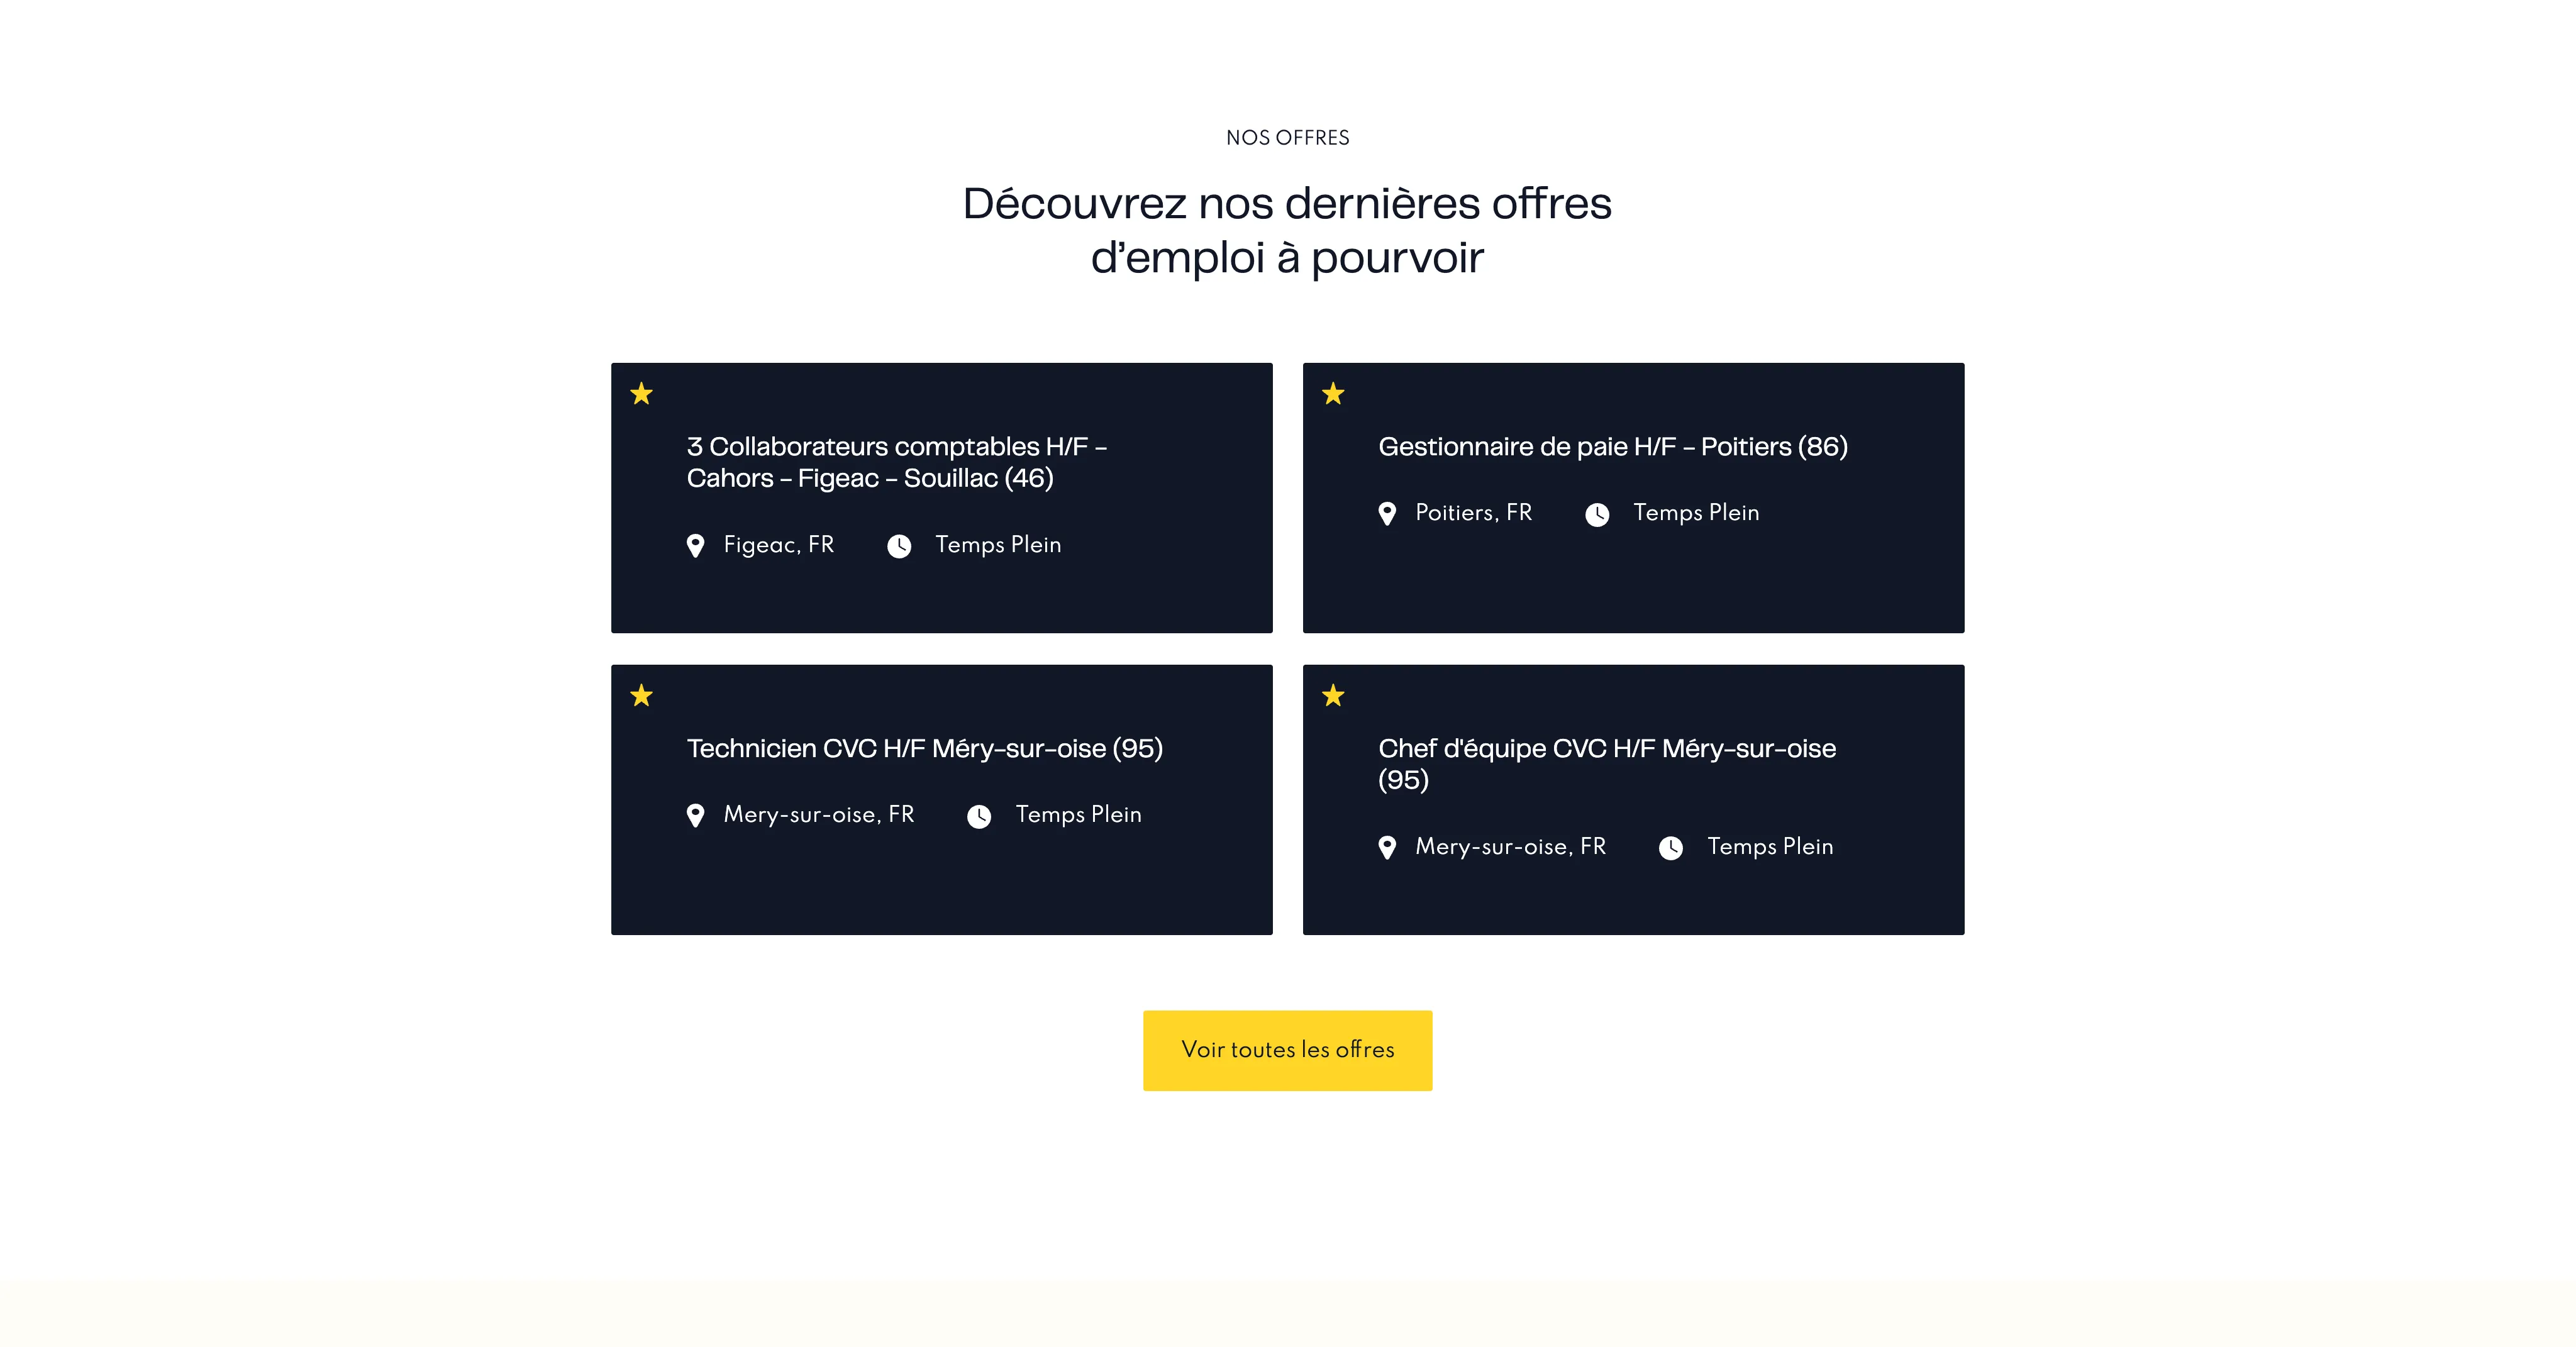 NOS OFFRES
Découvrez nos dernières offres
d’emploi à pourvoir
3 Collaborateurs comptables H/F –
Cahors – Figeac – Souillac (46)
Figeac, FR
Temps Plein
Gestionnaire de paie H/F – Poitiers (86)
Poitiers, FR
Temps Plein
Technicien CVC H/F Méry-sur-oise (95)
Mery-sur-oise, FR
Temps Plein
Chef d'équipe CVC H/F Méry-sur-oise
(95)
Mery-sur-oise, FR
Temps Plein
Voir toutes les offres